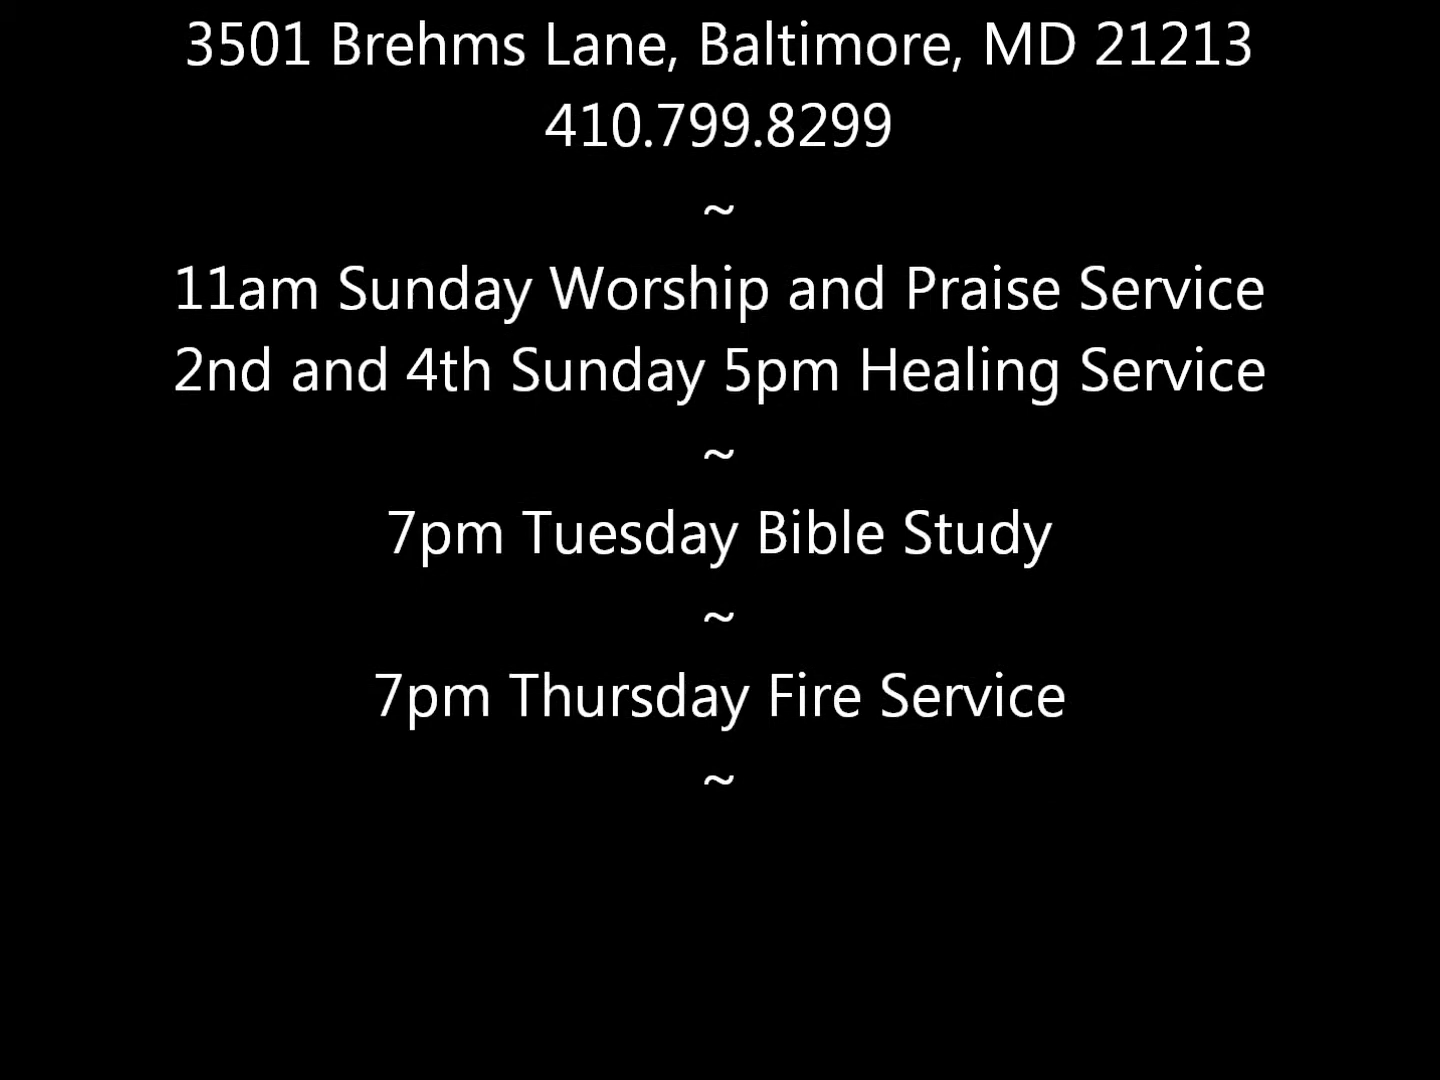 3501 Brehms Lane, Baltimore, MD 21213
410.799.8299
~
11am Sunday Worship and Praise Service
2nd and 4th Sunday 5pm Healing Service
~
7pm Tuesday Bible Study
~
7pm Thursday Fire Service
~